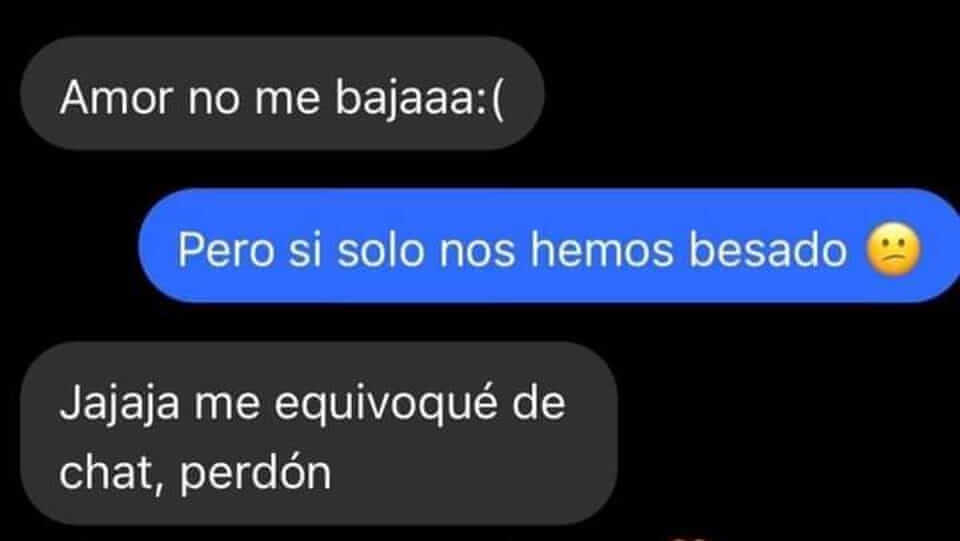 Amor no me bajaaa:(
Pero si solo nos hemos besado 😕
Jajaja me equivoqué de
chat, perdón